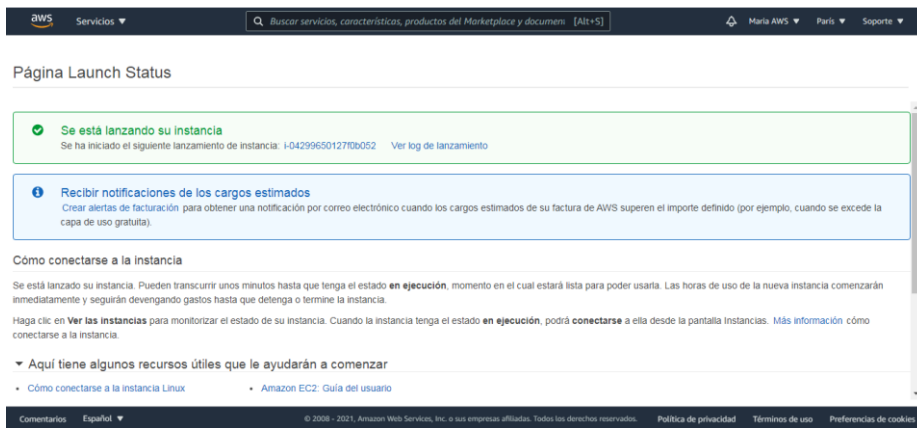 aws Servicios ▼ Buscar servicios, características, productos del Marketplace y documen [Alt+S] Maria AWS ▼ París ▼ Soporte ▼
Página Launch Status
Se está lanzando su instancia
Se ha iniciado el siguiente lanzamiento de instancia: i-04299650127f0b052 Ver log de lanzamiento
Recibir notificaciones de los cargos estimados
Crear alertas de facturación para obtener una notificación por correo electrónico cuando los cargos estimados de su factura de AWS superen el importe definido (por ejemplo, cuando se excede la
capa de uso gratuita).
Cómo conectarse a la instancia
Se está lanzado su instancia. Pueden transcurrir unos minutos hasta que tenga el estado en ejecución, momento en el cual estará lista para poder usarla. Las horas de uso de la nueva instancia comenzarán
inmediatamente y seguirán devengando gastos hasta que detenga o termine la instancia.
Haga clic en Ver las instancias para monitorizar el estado de su instancia. Cuando la instancia tenga el estado en ejecución, podrá conectarse a ella desde la pantalla Instancias. Más información cómo
conectarse a la instancia.
▾ Aquí tiene algunos recursos útiles que le ayudarán a comenzar
• Cómo conectarse a la instancia Linux • Amazon EC2: Guía del usuario
Comentarios Español ▼ © 2008 - 2021, Amazon Web Services, Inc. o sus empresas afiliadas. Todos los derechos reservados. Política de privacidad Términos de uso Preferencias de cookies